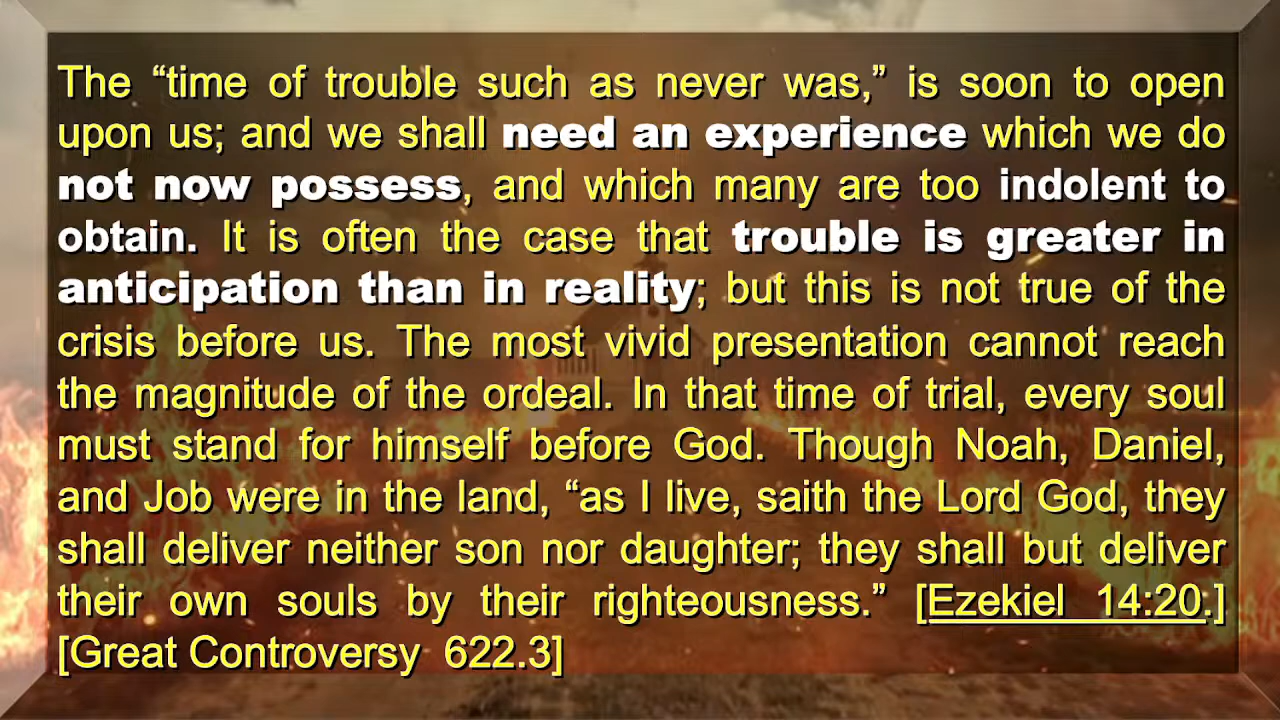 The “time of trouble such as never was,” is soon to open
upon us; and we shall need an experience which we do
not now possess, and which many are too indolent to
obtain. It is often the case that trouble is greater in
anticipation than in reality; but this is not true of the
crisis before us. The most vivid presentation cannot reach
the magnitude of the ordeal. In that time of trial, every soul
must stand for himself before God. Though Noah, Daniel,
and Job were in the land, “as I live, saith the Lord God, they
shall deliver neither son nor daughter; they shall but deliver
their own souls by their righteousness.” [Ezekiel 14:20.]
[Great Controversy 622.3]